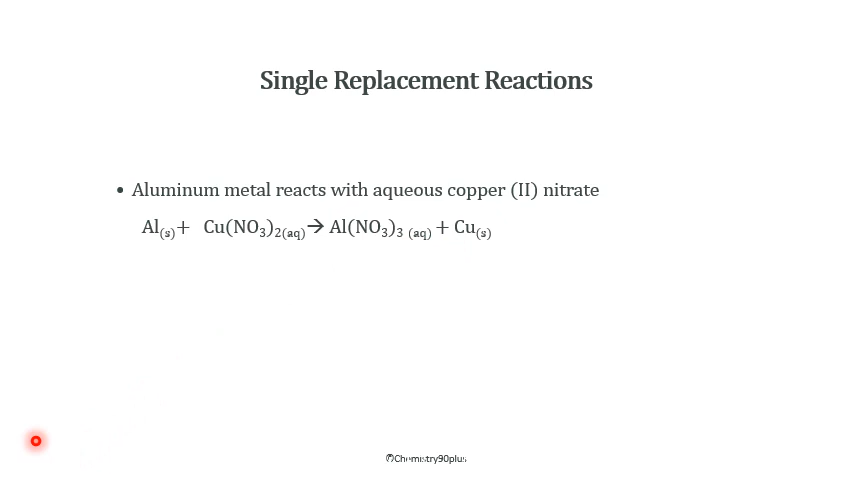 Single Replacement Reactions
• Aluminum metal reacts with aqueous copper (II) nitrate
Al₍s₎+ Cu(NO₃)₂₍aq₎→ Al(NO₃)₃ ₍aq₎ + Cu₍s₎
©Chemistry90plus